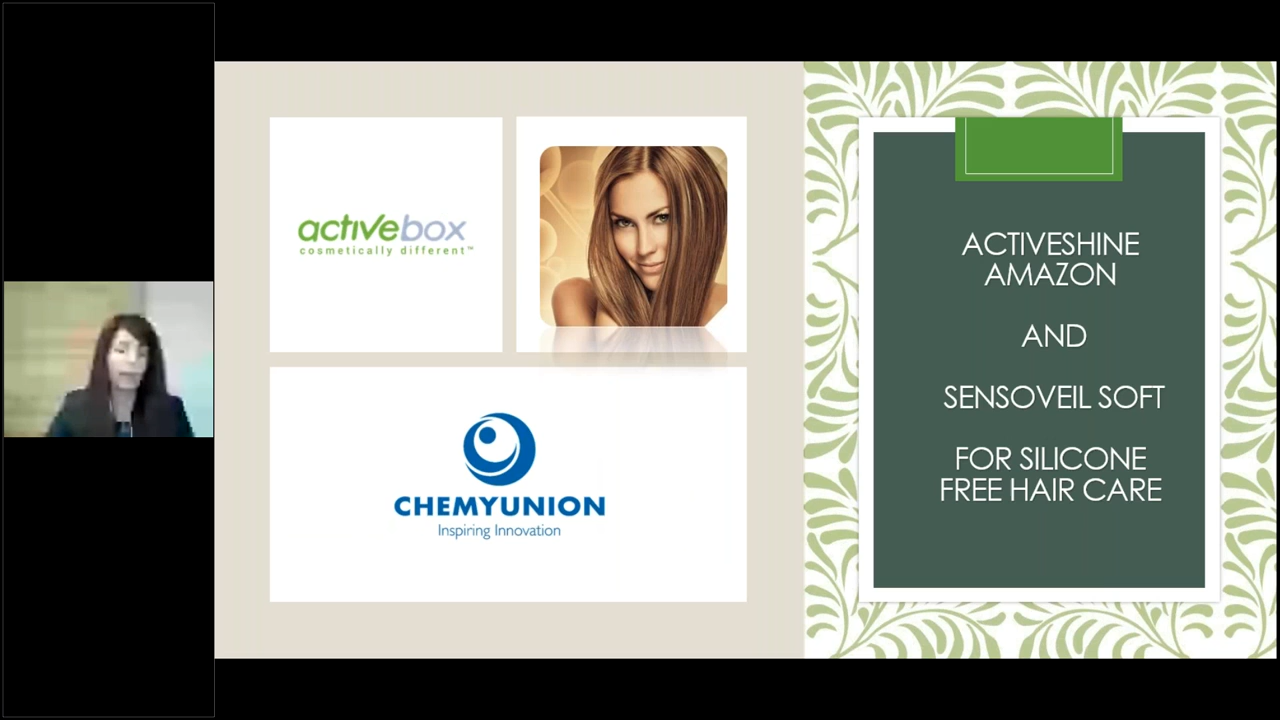 activebox
cosmetically different™
CHEMYUNION
Inspiring Innovation
ACTIVESHINE
AMAZON
AND
SENSOVEIL SOFT
FOR SILICONE
FREE HAIR CARE